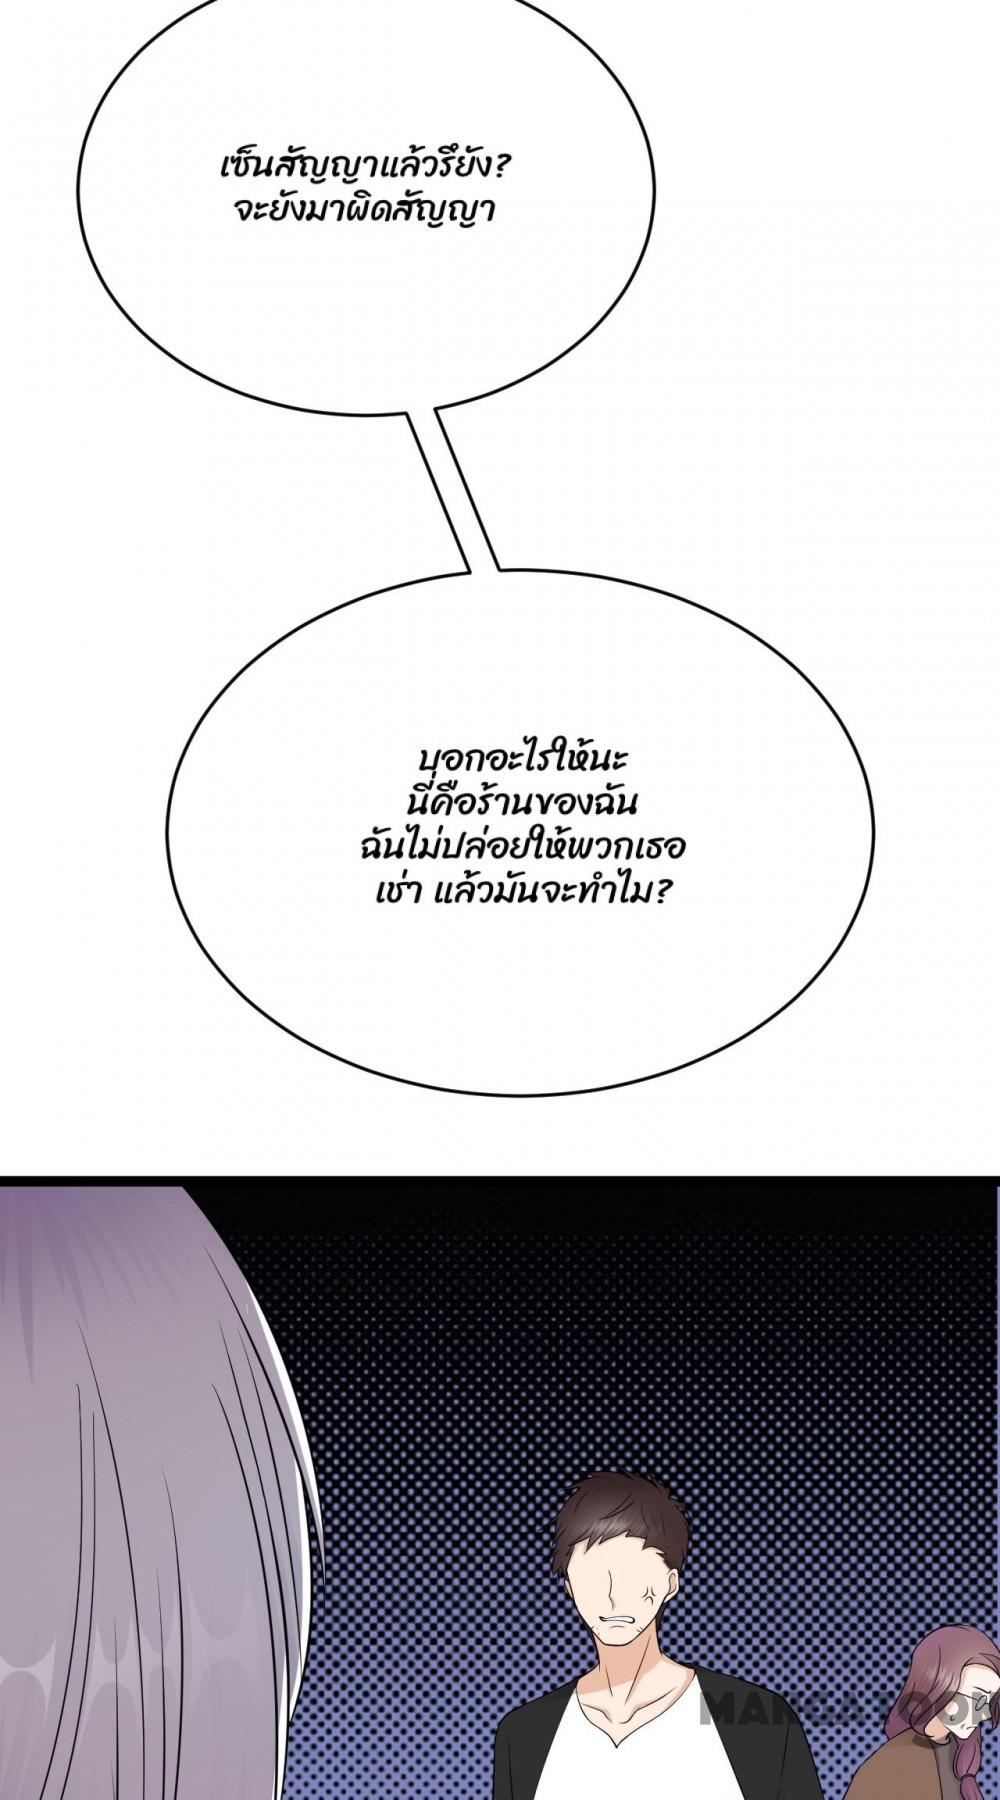 เซ็นสัญญาแล้วรึยัง?
จะยังมาผิดสัญญา
บอกอะไรให้นะ
นี่คือร้านของฉัน
ฉันไม่ปล่อยให้พวกเธอ
เช่า แล้วมันจะทำไม?
MANGA TOON